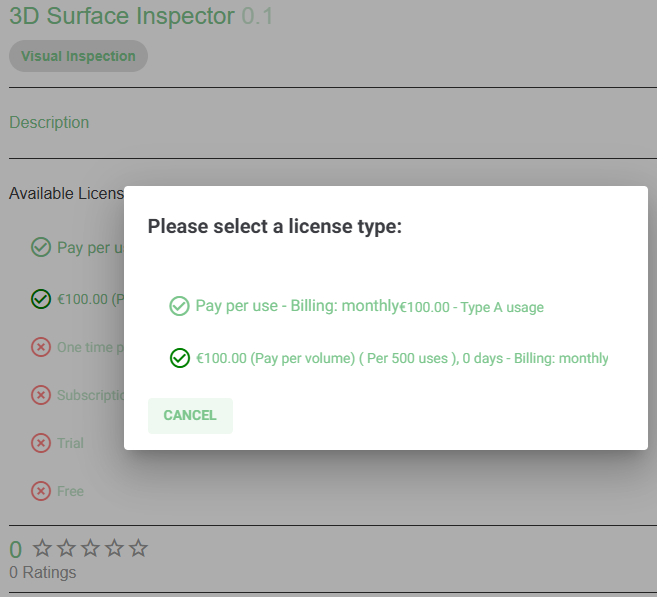 3D Surface Inspector 0.1
Visual Inspection
Description
Available Licens
Please select a license type:
Pay per u
Pay per use - Billing: monthly€100.00 - Type A usage
€100.00 (P
€100.00 (Pay per volume) ( Per 500 uses ), 0 days - Billing: monthly
One time p
Subscriptio
CANCEL
Trial
Free
0
0 Ratings